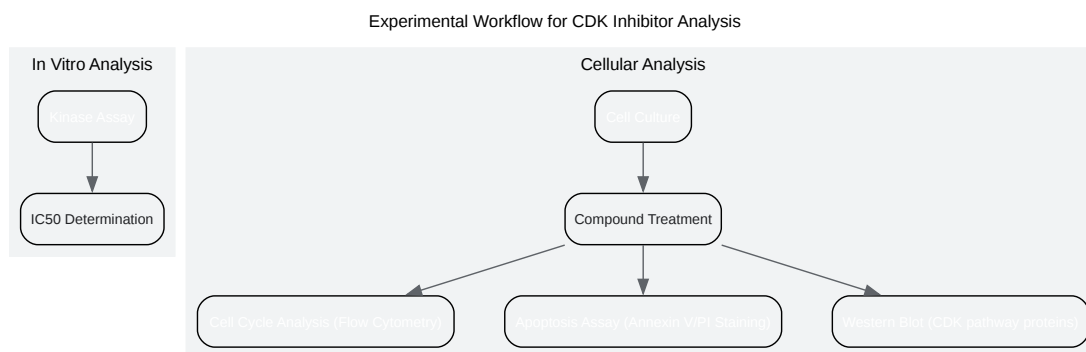 Experimental Workflow for CDK Inhibitor Analysis
In Vitro Analysis
Kinase Assay
IC50 Determination
Cellular Analysis
Cell Culture
Compound Treatment
Cell Cycle Analysis (Flow Cytometry)
Apoptosis Assay (Annexin V/PI Staining)
Western Blot (CDK pathway proteins)